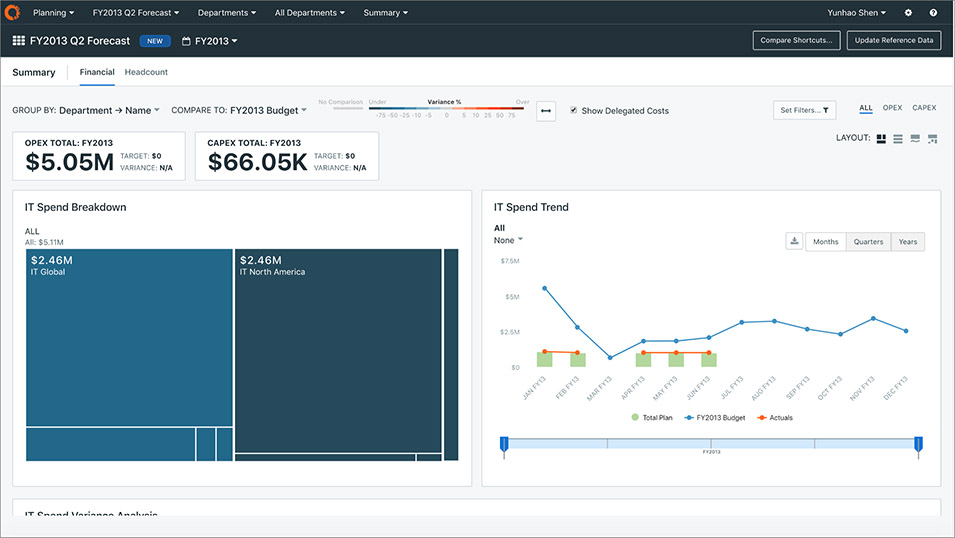 Planning FY2013 Q2 Forecast Departments All Departments Summary Yunhao Shen
FY2013 Q2 Forecast NEW FY2013 Compare Shortcuts... Update Reference Data
Summary Financial Headcount
GROUP BY: Department → Name COMPARE TO: FY2013 Budget
No Comparison Under Variance % Over
-75 -50 -25 -10 -5 0 5 10 25 50 75
Show Delegated Costs
Set Filters...
ALL OPEX CAPEX
LAYOUT:
OPEX TOTAL: FY2013
$5.05M TARGET: $0
VARIANCE: N/A
CAPEX TOTAL: FY2013
$66.05K TARGET: $0
VARIANCE: N/A
IT Spend Breakdown
ALL
All: $5.11M
$2.46M
IT Global
$2.46M
IT North America
IT Spend Trend
All
None
Months Quarters Years
$7.5M
$5M
$2.5M
$0
JAN FY13 FEB FY13 MAR FY13 APR FY13 MAY FY13 JUN FY13 JUL FY13 AUG FY13 SEP FY13 OCT FY13 NOV FY13 DEC FY13
Total Plan FY2013 Budget Actuals
FY2013
IT Spend Variance Analysis